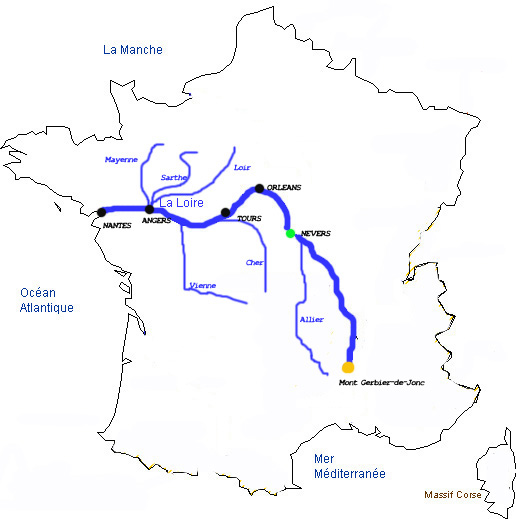 La Manche
Mayenne
Sarthe
Loir
ORLEANS
La Loire
NANTES
ANGERS
TOURS
NEVERS
Cher
Vienne
Océan
Atlantique
Allier
Mont Gerbier-de-Jonc
Mer
Méditerranée
Massif Corse